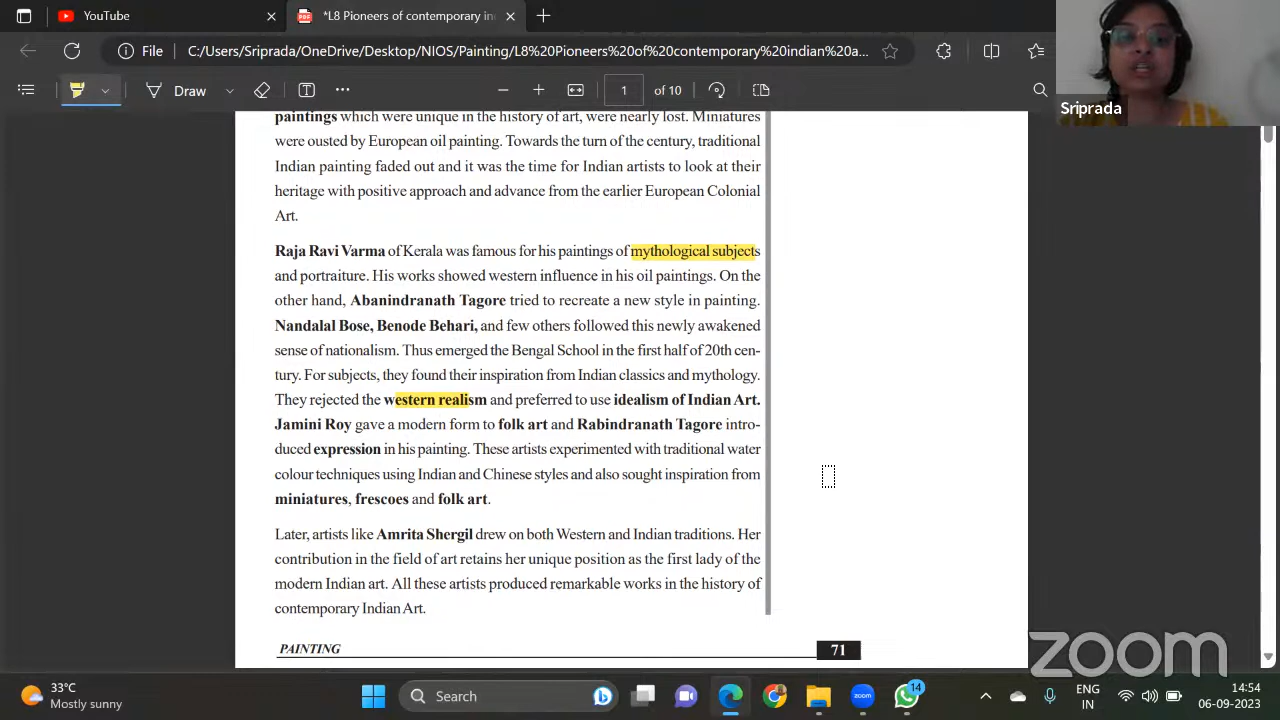 YouTube
*L8 Pioneers of contemporary in
File C:/Users/Sriprada/OneDrive/Desktop/NIOS/Painting/L8%20Pioneers%20of%20contemporary%20indian%20a...
Draw 1 of 10
Sriprada
paintings which were unique in the history of art, were nearly lost. Miniatures
were ousted by European oil painting. Towards the turn of the century, traditional
Indian painting faded out and it was the time for Indian artists to look at their
heritage with positive approach and advance from the earlier European Colonial
Art.
Raja Ravi Varma of Kerala was famous for his paintings of mythological subjects
and portraiture. His works showed western influence in his oil paintings. On the
other hand, Abanindranath Tagore tried to recreate a new style in painting.
Nandalal Bose, Benode Behari, and few others followed this newly awakened
sense of nationalism. Thus emerged the Bengal School in the first half of 20th cen-
tury. For subjects, they found their inspiration from Indian classics and mythology.
They rejected the western realism and preferred to use idealism of Indian Art.
Jamini Roy gave a modern form to folk art and Rabindranath Tagore intro-
duced expression in his painting. These artists experimented with traditional water
colour techniques using Indian and Chinese styles and also sought inspiration from
miniatures, frescoes and folk art.
Later, artists like Amrita Shergil drew on both Western and Indian traditions. Her
contribution in the field of art retains her unique position as the first lady of the
modern Indian art. All these artists produced remarkable works in the history of
contemporary Indian Art.
PAINTING 71
zoom
33°C
Mostly sunny
Search
zoom
14
ENG
IN
14:54
06-09-2023